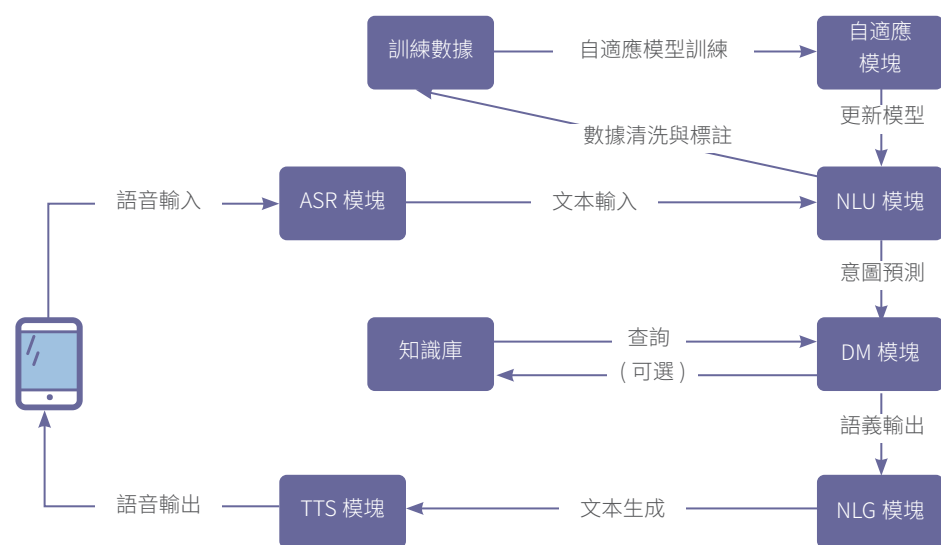 訓練數據
自適應模型訓練
自適應
模塊
更新模型
數據清洗與標註
語音輸入
ASR 模塊
文本輸入
NLU 模塊
意圖預測
知識庫
查詢
( 可選 )
DM 模塊
語義輸出
語音輸出
TTS 模塊
文本生成
NLG 模塊